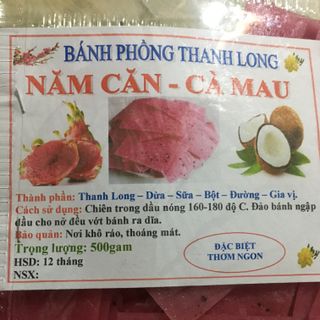 BÁNH PHỒNG THANH LONG
NĂM CĂN - CÀ MAU
Thành phần: Thanh Long – Dừa – Sữa – Bột – Đường – Gia vị.
Cách sử dụng: Chiên trong dầu nóng 160-180 độ C. Đảo bánh ngập
dầu cho nở đều vớt bánh ra dĩa.
Bảo quản: Nơi khô ráo, thoáng mát.
Trọng lượng: 500gam
HSD: 12 tháng
NSX:
ĐẶC BIỆT
THƠM NGON